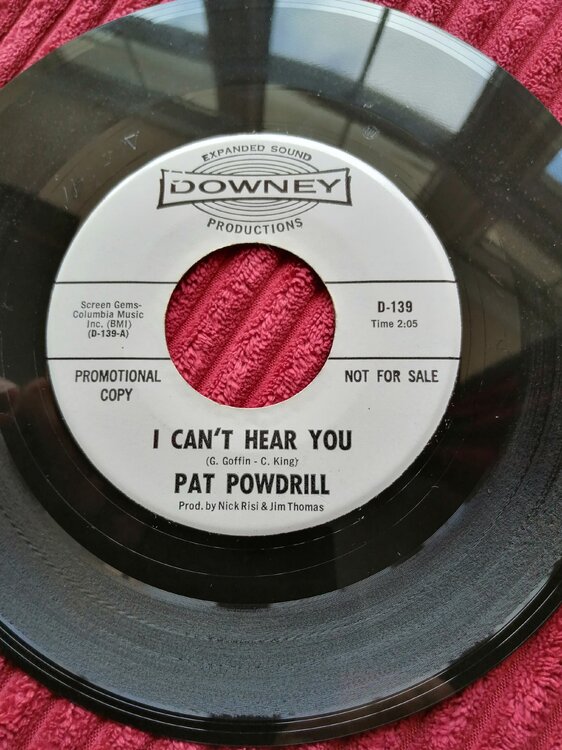 EXPANDED SOUND
DOWNEY
PRODUCTIONS
Screen Gems-
Columbia Music
Inc. (BMI)
(D-139-A)
D-139
Time 2:05
PROMOTIONAL
COPY
NOT FOR SALE
I CAN'T HEAR YOU
(G. Goffin - C. King)
PAT POWDRILL
Prod. by Nick Risi & Jim Thomas